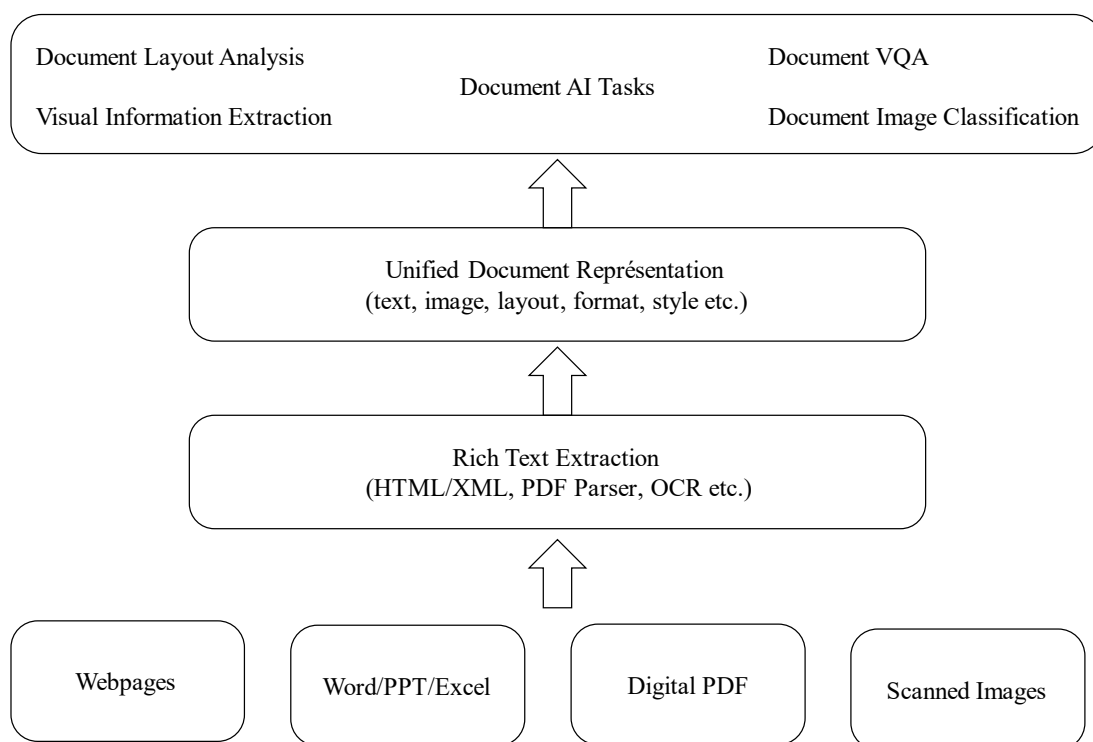 Document Layout Analysis
Document VQA
Document AI Tasks
Visual Information Extraction
Document Image Classification
Unified Document Représentation
(text, image, layout, format, style etc.)
Rich Text Extraction
(HTML/XML, PDF Parser, OCR etc.)
Webpages
Word/PPT/Excel
Digital PDF
Scanned Images